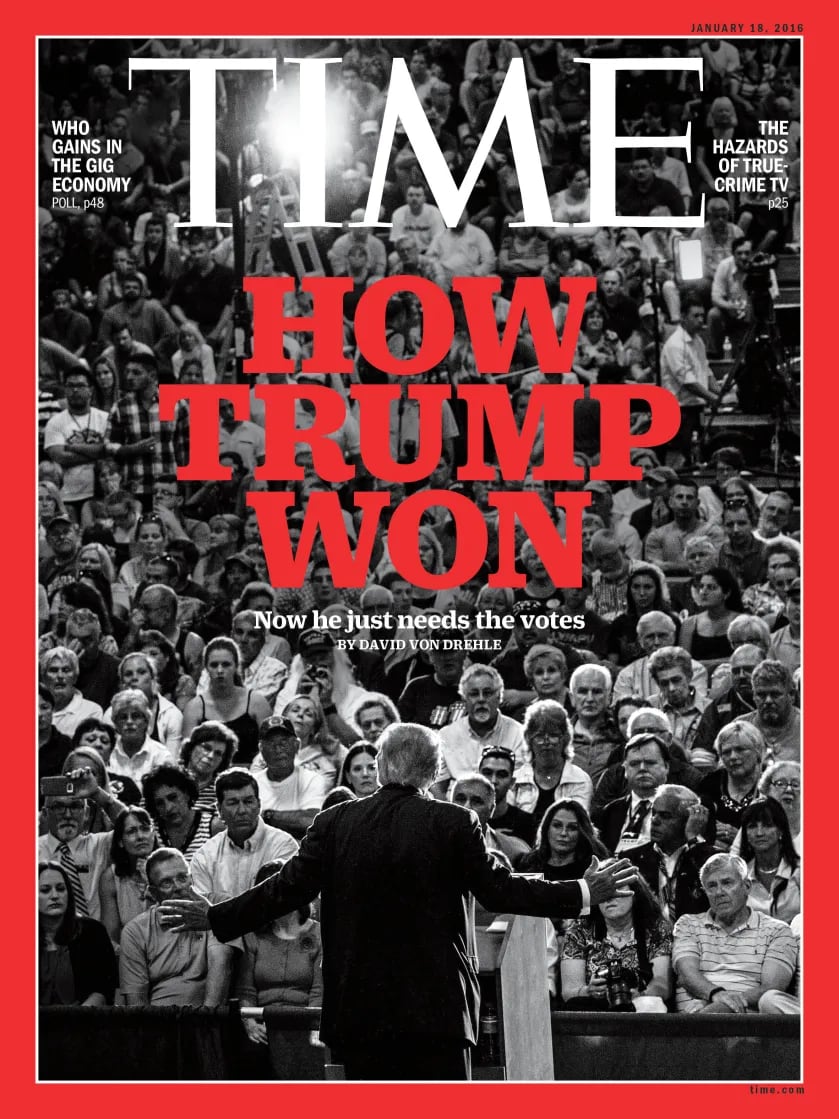 JANUARY 18, 2016
TIME
WHO
GAINS IN
THE GIG
ECONOMY
POLL, p48
THE
HAZARDS
OF TRUE-
CRIME TV
p25
HOW
TRUMP
WON
Now he just needs the votes
BY DAVID VON DREHLE
time.com